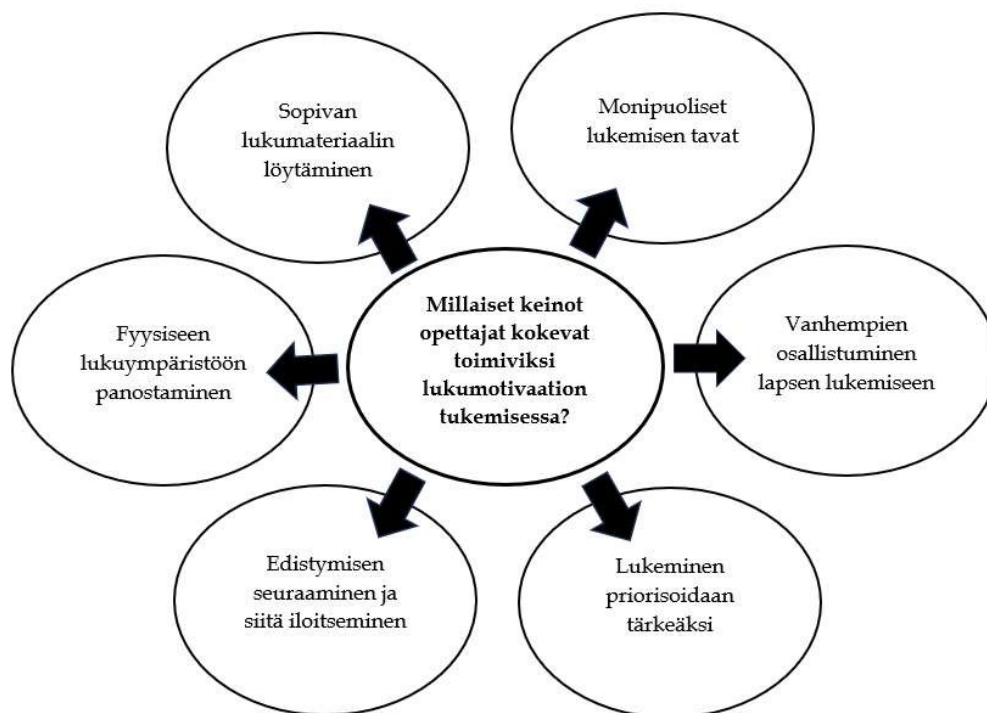 Sopivan
lukumateriaalin
löytäminen
Monipuoliset
lukemisen tavat
Fyysiseen
lukuympäristöön
panostaminen
Millaiset keinot
opettajat kokevat
toimiviksi
lukumotivaation
tukemisessa?
Vanhempien
osallistuminen
lapsen lukemiseen
Edistymisen
seuraaminen ja
siitä iloitseminen
Lukeminen
priorisoidaan
tärkeäksi